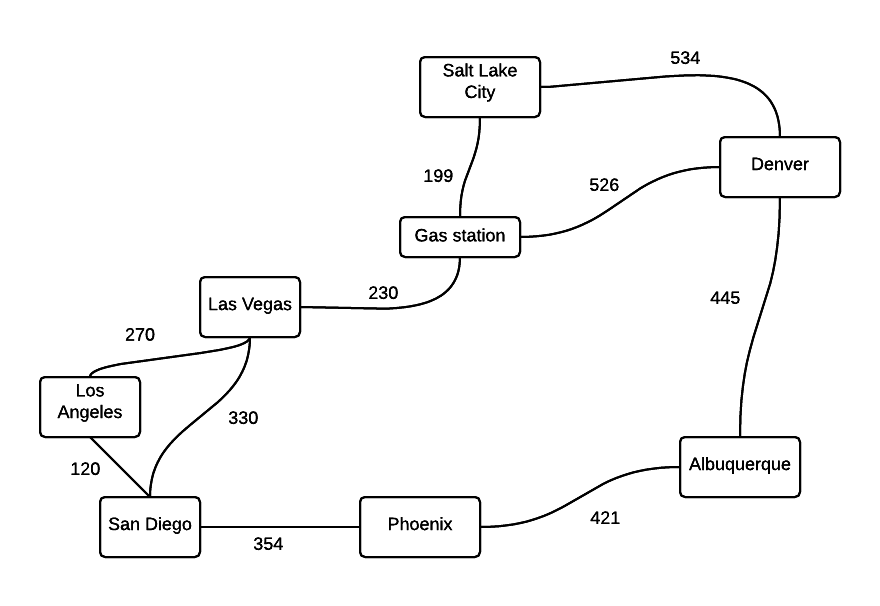 534
Salt Lake
City
Denver
199
526
Gas station
230
Las Vegas
445
270
Los
Angeles
330
120
Albuquerque
San Diego
Phoenix
421
354